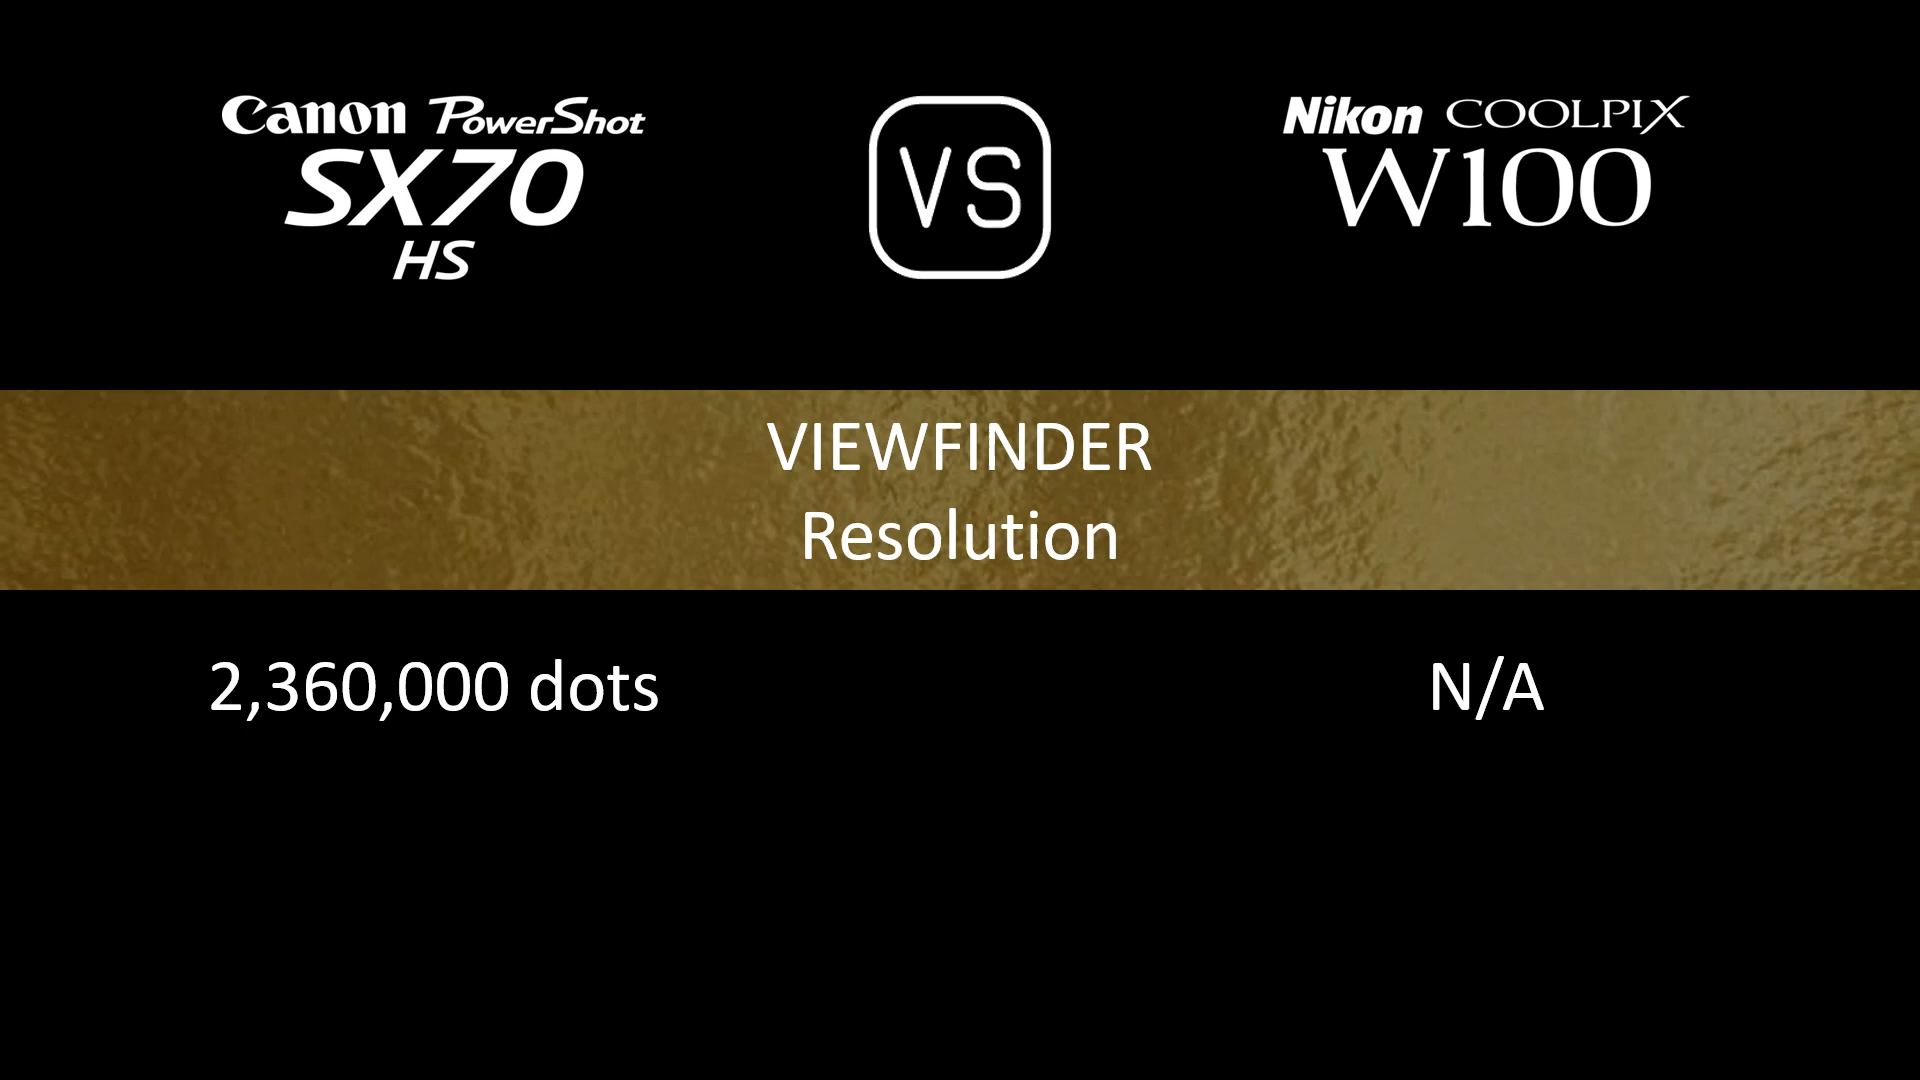 Canon PowerShot
SX70
HS
VS
Nikon COOLPIX
W100
VIEWFINDER
Resolution
2,360,000 dots
N/A